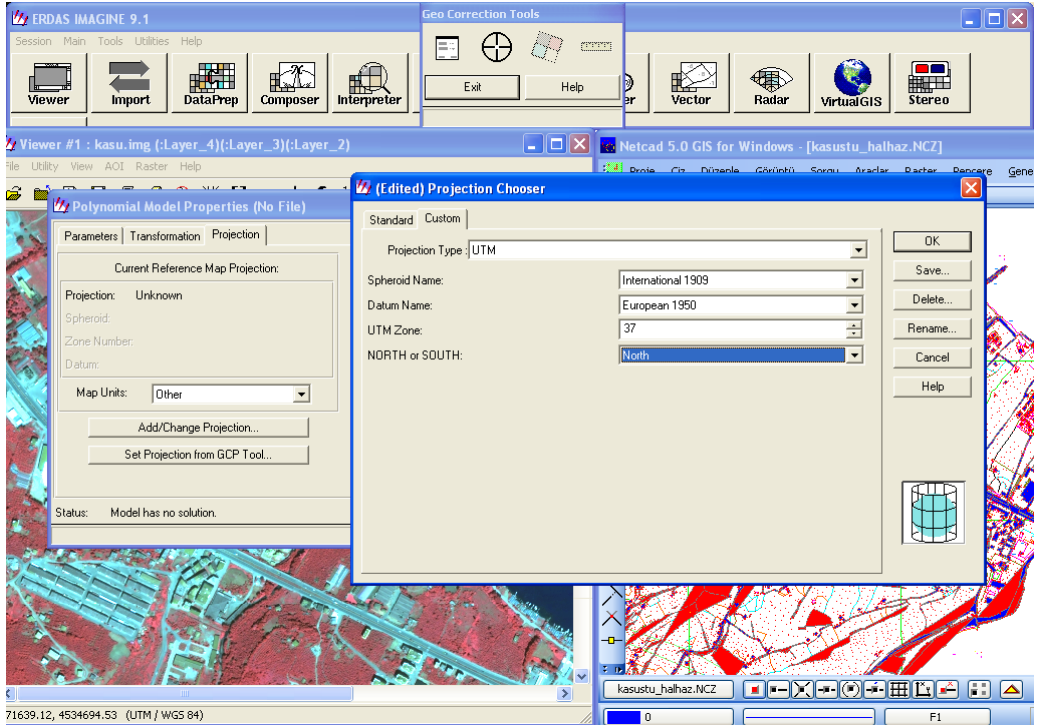 ERDAS IMAGINE 9.1
Session Main Tools Utilities Help
Viewer
Import
DataPrep
Composer
Interpreter
Vector
Radar
VirtualGIS
Stereo
Geo Correction Tools
Exit
Help
Viewer #1 : kasu.img (:Layer_4)(:Layer_3)(:Layer_2)
File Utility View AOI Raster Help
Netcad 5.0 GIS for Windows - [kasustu_halhaz.NCZ]
Proje Çiz Düzenle Görüntü Sorgu Araçlar Raster Pencere Gene
Polynomial Model Properties (No File)
Parameters Transformation Projection
Current Reference Map Projection:
Projection: Unknown
Spheroid:
Zone Number:
Datum:
Map Units: Other
Add/Change Projection...
Set Projection from GCP Tool...
Status: Model has no solution.
(Edited) Projection Chooser
Standard Custom
Projection Type : UTM
Spheroid Name: International 1909
Datum Name: European 1950
UTM Zone: 37
NORTH or SOUTH: North
OK
Save...
Delete...
Rename...
Cancel
Help
71639.12, 4534694.53 (UTM / WGS 84)
kasustu_halhaz.NCZ
0
F1